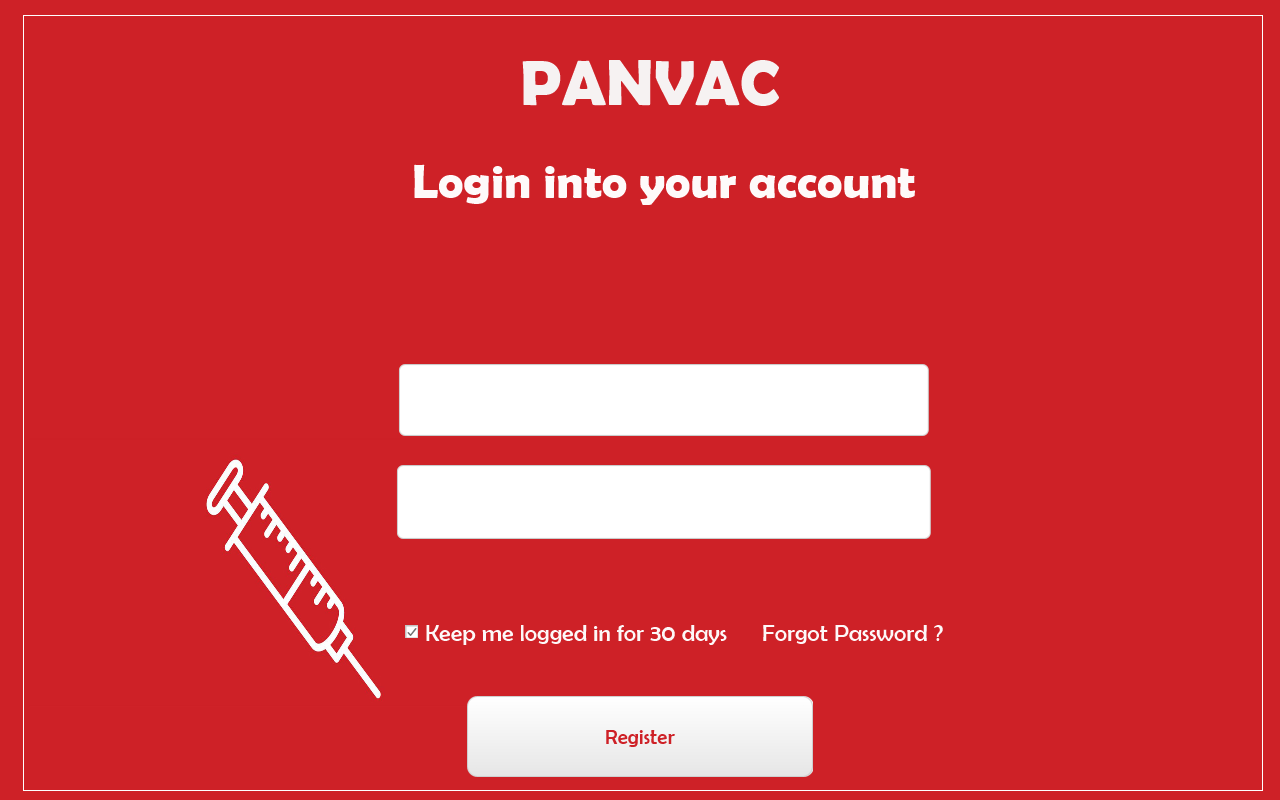 PANVAC
Login into your account
Keep me logged in for 30 days Forgot Password ?
Register